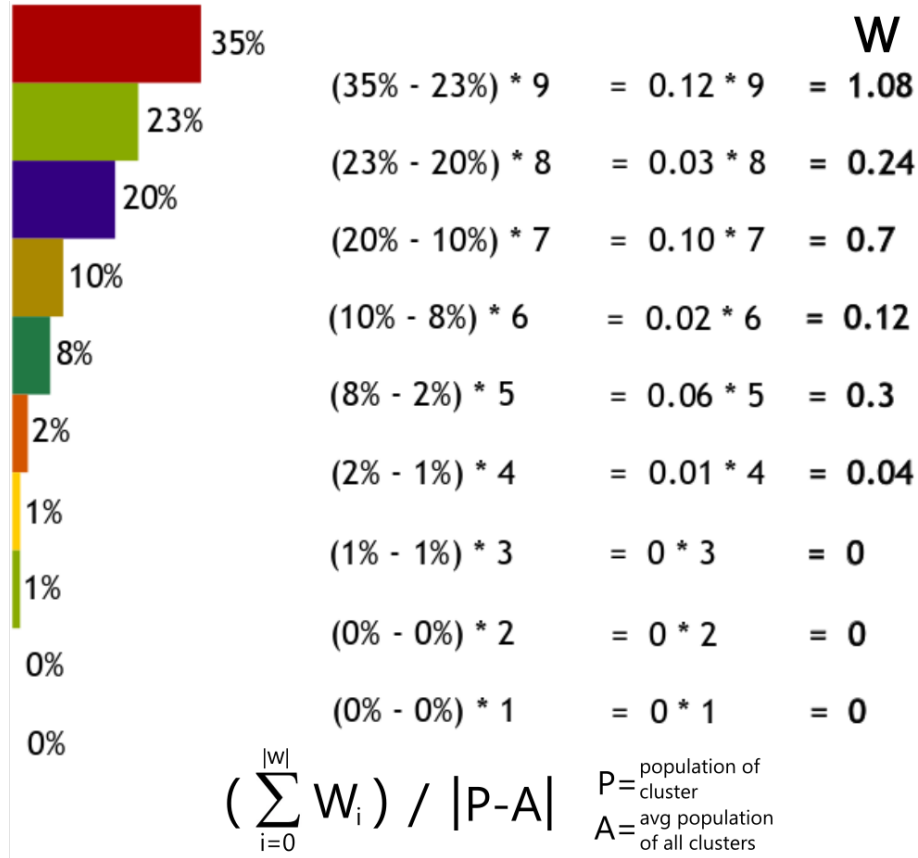 35%
W
(35% - 23%) * 9 = 0.12 * 9 = 1.08
23%
(23% - 20%) * 8 = 0.03 * 8 = 0.24
20%
(20% - 10%) * 7 = 0.10 * 7 = 0.7
10%
(10% - 8%) * 6 = 0.02 * 6 = 0.12
8%
(8% - 2%) * 5 = 0.06 * 5 = 0.3
2%
(2% - 1%) * 4 = 0.01 * 4 = 0.04
1%
(1% - 1%) * 3 = 0 * 3 = 0
1%
(0% - 0%) * 2 = 0 * 2 = 0
0%
(0% - 0%) * 1 = 0 * 1 = 0
0%
|w|
( ∑ Wi ) / |P-A|
i=0
P= population of
cluster
A= avg population
of all clusters